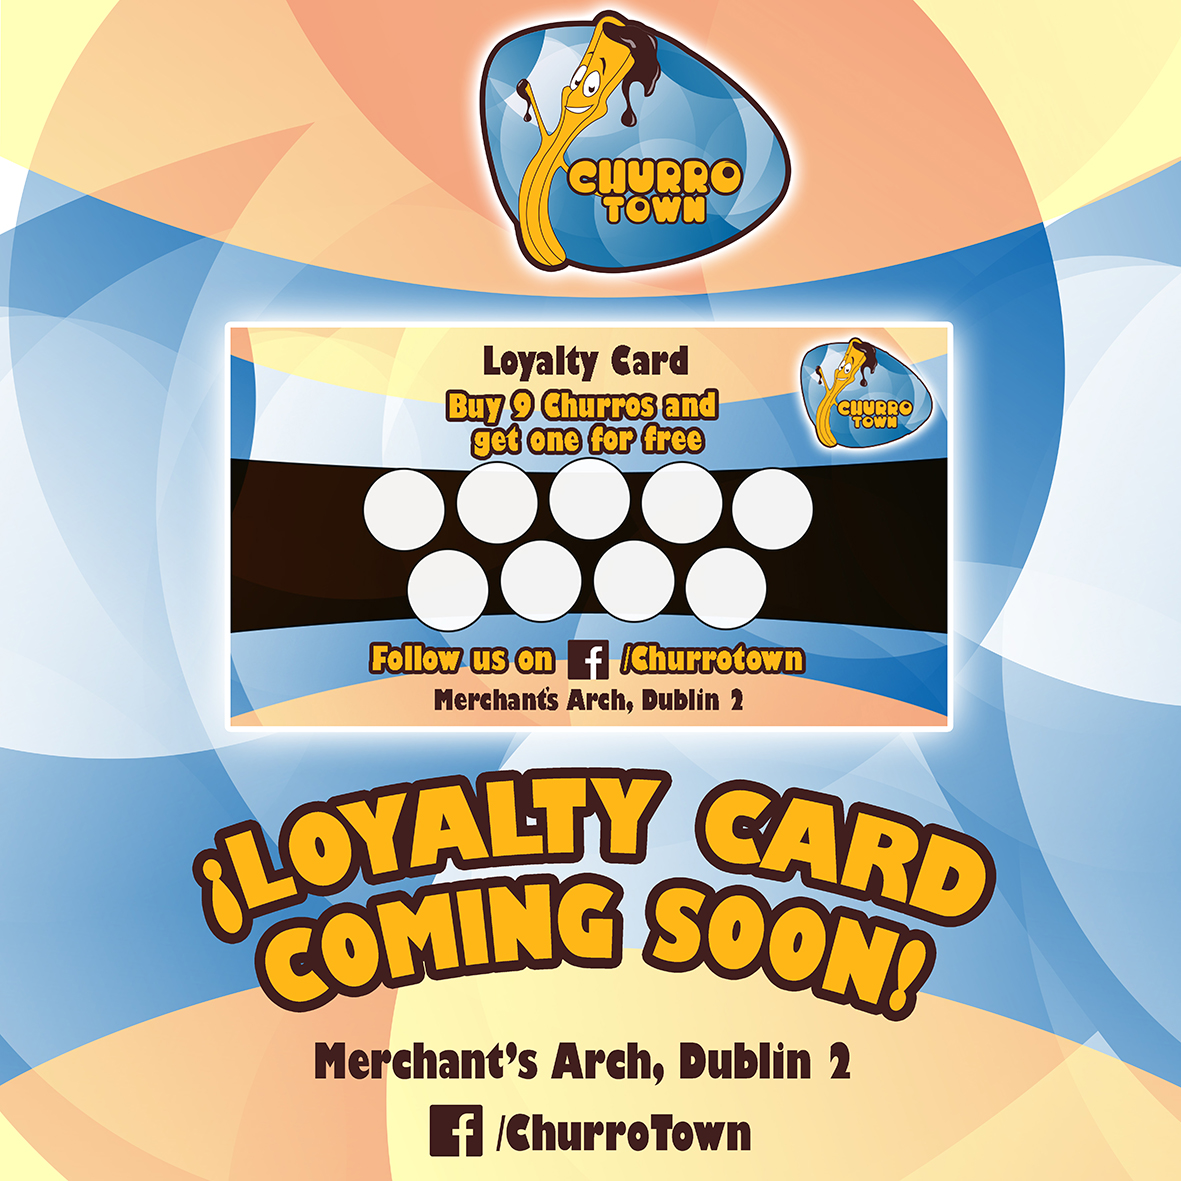 CHURRO
TOWN
Loyalty Card
Buy 9 Churros and
get one for free
CHURRO
TOWN
Follow us on f /Churrotown
Merchant's Arch, Dublin 2
¡LOYALTY CARD
COMING SOON!
Merchant's Arch, Dublin 2
f /ChurroTown